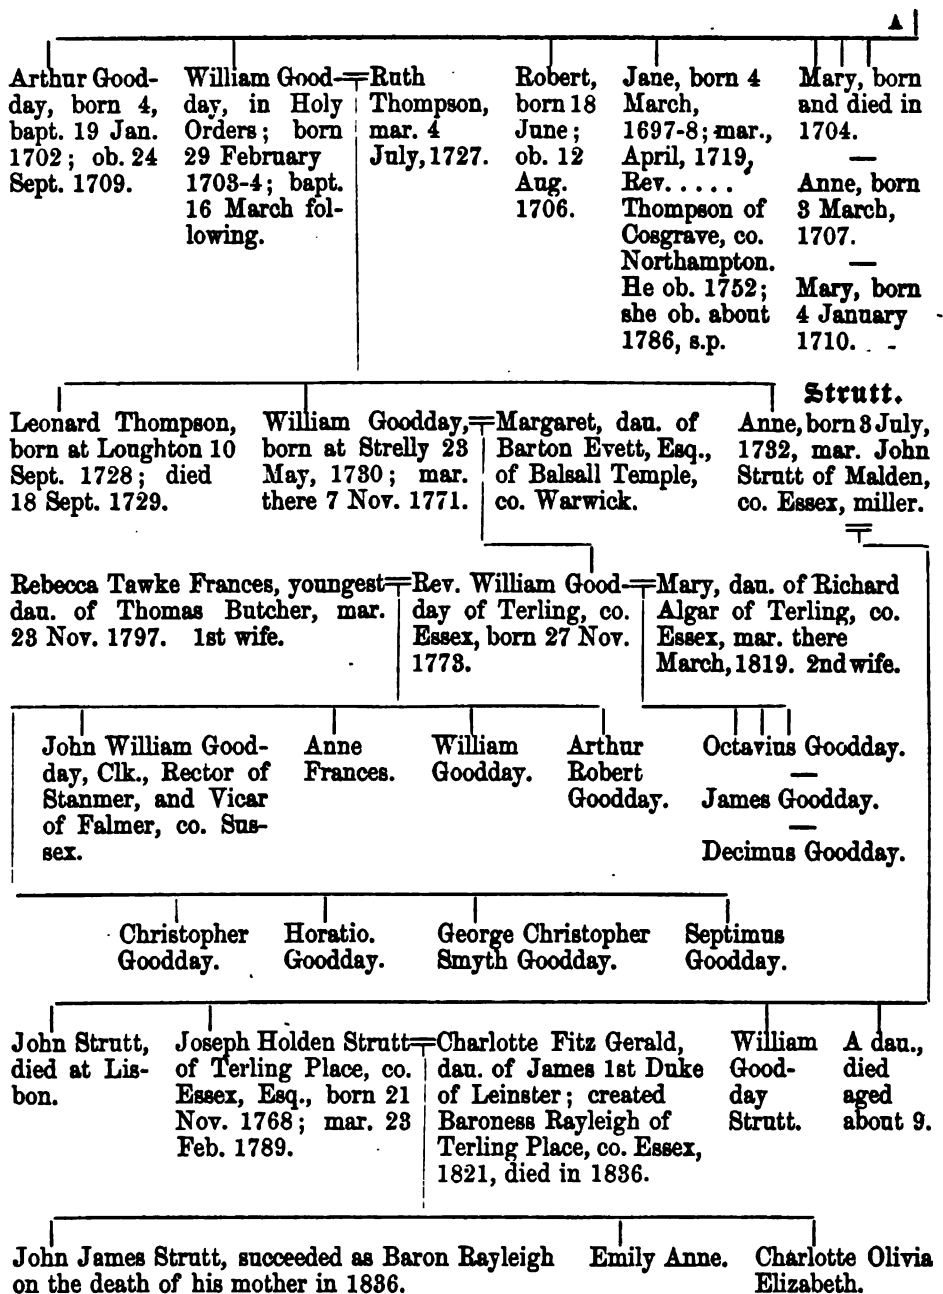 A
Arthur Good-
day, born 4,
bapt. 19 Jan.
1702; ob. 24
Sept. 1709.
William Good-
day, in Holy
Orders; born
29 February
1703-4; bapt.
16 March fol-
lowing.
Ruth
Thompson,
mar. 4
July, 1727.
Robert,
born 18
June;
ob. 12
Aug.
1706.
Jane, born 4
March,
1697-8; mar.,
April, 1719,
Rev. . . . . .
Thompson of
Cosgrave, co.
Northampton.
He ob. 1752;
she ob. about
1786, s.p.
Mary, born
and died in
1704.
—
Anne, born
3 March,
1707.
—
Mary, born
4 January
1710.
Leonard Thompson,
born at Loughton 10
Sept. 1728; died
18 Sept. 1729.
William Goodday,
born at Strelly 23
May, 1730; mar.
there 7 Nov. 1771.
Margaret, dau. of
Barton Evett, Esq.,
of Balsall Temple,
co. Warwick.
Strutt.
Anne, born 3 July,
1732, mar. John
Strutt of Malden,
co. Essex, miller.
Rebecca Tawke Frances, youngest
dau. of Thomas Butcher, mar.
23 Nov. 1797. 1st wife.
Rev. William Good-
day of Terling, co.
Essex, born 27 Nov.
1773.
Mary, dau. of Richard
Algar of Terling, co.
Essex, mar. there
March, 1819. 2nd wife.
John William Good-
day, Clk., Rector of
Stanmer, and Vicar
of Falmer, co. Sus-
sex.
Anne
Frances.
William
Goodday.
Arthur
Robert
Goodday.
Octavius Goodday.
—
James Goodday.
—
Decimus Goodday.
Christopher
Goodday.
Horatio.
Goodday.
George Christopher
Smyth Goodday.
Septimus
Goodday.
John Strutt,
died at Lis-
bon.
Joseph Holden Strutt
of Terling Place, co.
Essex, Esq., born 21
Nov. 1768; mar. 23
Feb. 1789.
Charlotte Fitz Gerald,
dau. of James 1st Duke
of Leinster; created
Baroness Rayleigh of
Terling Place, co. Essex,
1821, died in 1836.
William
Good-
day
Strutt.
A dau.,
died
aged
about 9.
John James Strutt, succeeded as Baron Rayleigh
on the death of his mother in 1836.
Emily Anne.
Charlotte Olivia
Elizabeth.